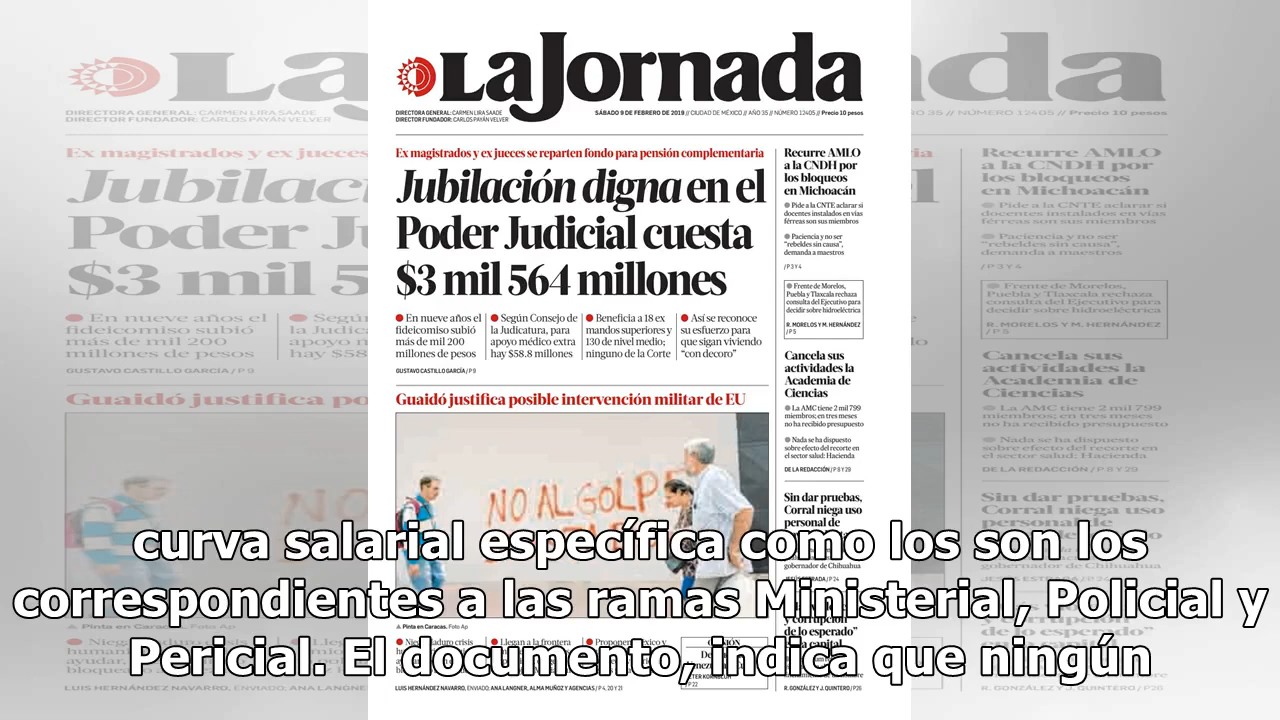 La Jornada
DIRECTORA GENERAL: CARMEN LIRA SAADE
DIRECTOR FUNDADOR: CARLOS PAYÁN VELVER
SÁBADO 9 DE FEBRERO DE 2019 // CIUDAD DE MÉXICO // AÑO 35 // NÚMERO 12405 // Precio 10 pesos
Ex magistrados y ex jueces se reparten fondo para pensión complementaria
Jubilación digna en el
Poder Judicial cuesta
$3 mil 564 millones
En nueve años el
fideicomiso subió
más de mil 200
millones de pesos
Según Consejo de
la Judicatura, para
apoyo médico extra
hay $58.8 millones
Beneficia a 18 ex
mandos superiores y
130 de nivel medio;
ninguno de la Corte
Así se reconoce
su esfuerzo para
que sigan viviendo
“con decoro”
GUSTAVO CASTILLO GARCÍA / P 9
Guaidó justifica posible intervención militar de EU
NO AL GOLPE
Pinta en Caracas. Foto Ap
LUIS HERNÁNDEZ NAVARRO, ENVIADO; ANA LANGNER, ALMA MUÑOZ Y AGENCIAS / P 4, 20 Y 21
Recurre AMLO
a la CNDH por
los bloqueos
en Michoacán
Pide a la CNTE aclarar si
docentes instalados en vías
férreas son sus miembros
Paciencia y no ser
“rebeldes sin causa”,
demanda a maestros
/ P 3 Y 4
Frente de Morelos,
Puebla y Tlaxcala rechaza
consulta del Ejecutivo para
decidir sobre hidroeléctrica
R. MORELOS Y M. HERNÁNDEZ
/ P 5
Cancela sus
actividades la
Academia de
Ciencias
La AMC tiene 2 mil 799
miembros; en tres meses
no ha recibido presupuesto
Nada se ha dispuesto
sobre efecto del recorte en
el sector salud: Hacienda
DE LA REDACCIÓN / P 8 Y 29
Sin dar pruebas,
Corral niega uso
personal de
gobernador de Chihuahua
/ P 24
de lo esperado”
R. GONZÁLEZ Y J. QUINTERO / P26
curva salarial específica como los son los
correspondientes a las ramas Ministerial, Policial y
Pericial. El documento, indica que ningún